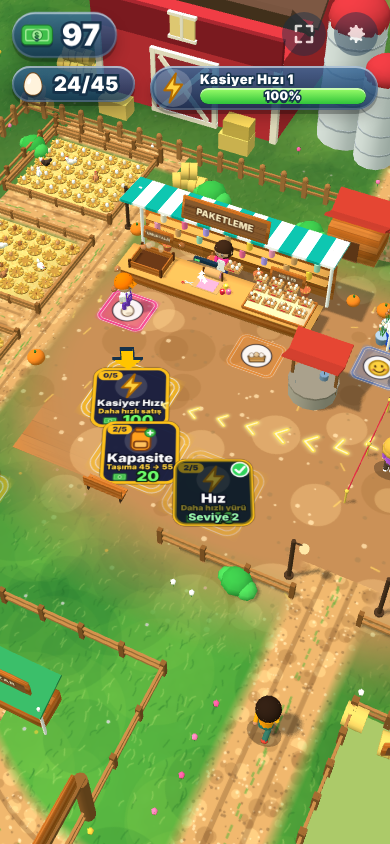 97
24/45
Kasiyer Hızı 1
100%
PAKETLEME
0/5
Kasiyer Hızı
Daha hızlı satış
100
2/5
Kapasite
Taşıma 45 → 55
20
2/5
Hız
Daha hızlı yürü
Seviye 2